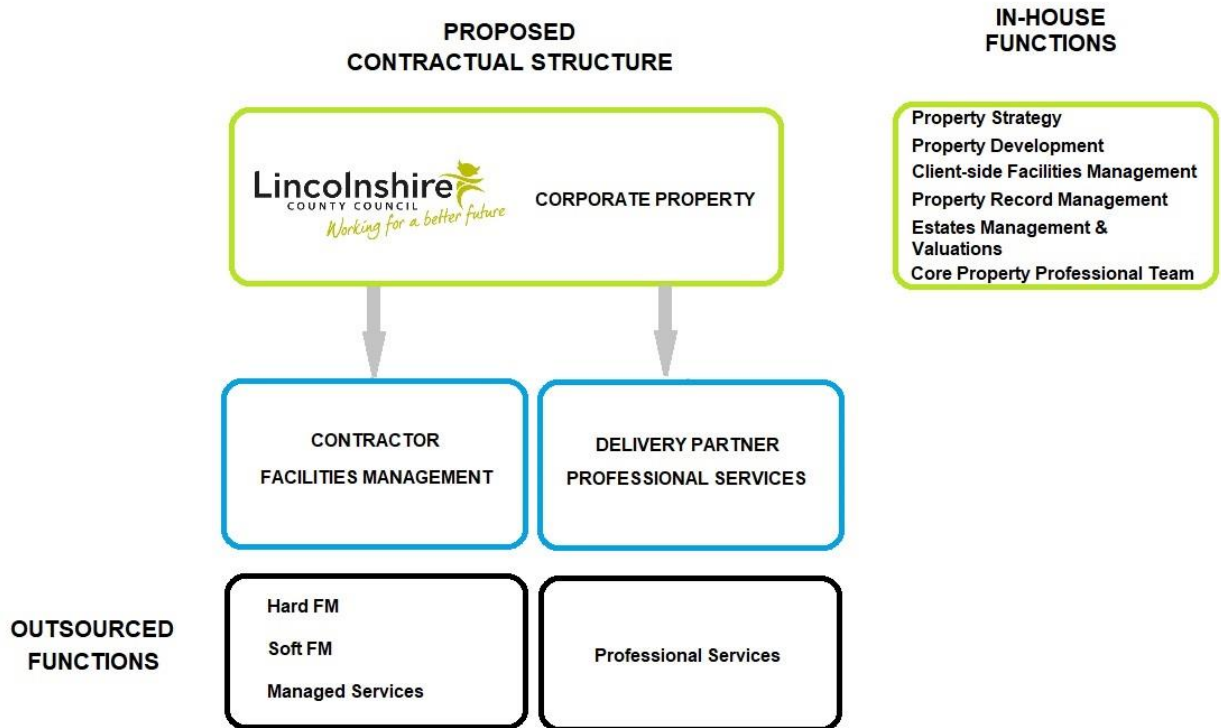 PROPOSED
CONTRACTUAL STRUCTURE
IN-HOUSE
FUNCTIONS
Lincolnshire
COUNTY COUNCIL
Working for a better future
CORPORATE PROPERTY
Property Strategy
Property Development
Client-side Facilities Management
Property Record Management
Estates Management &
Valuations
Core Property Professional Team
CONTRACTOR
FACILITIES MANAGEMENT
DELIVERY PARTNER
PROFESSIONAL SERVICES
OUTSOURCED
FUNCTIONS
Hard FM
Soft FM
Managed Services
Professional Services